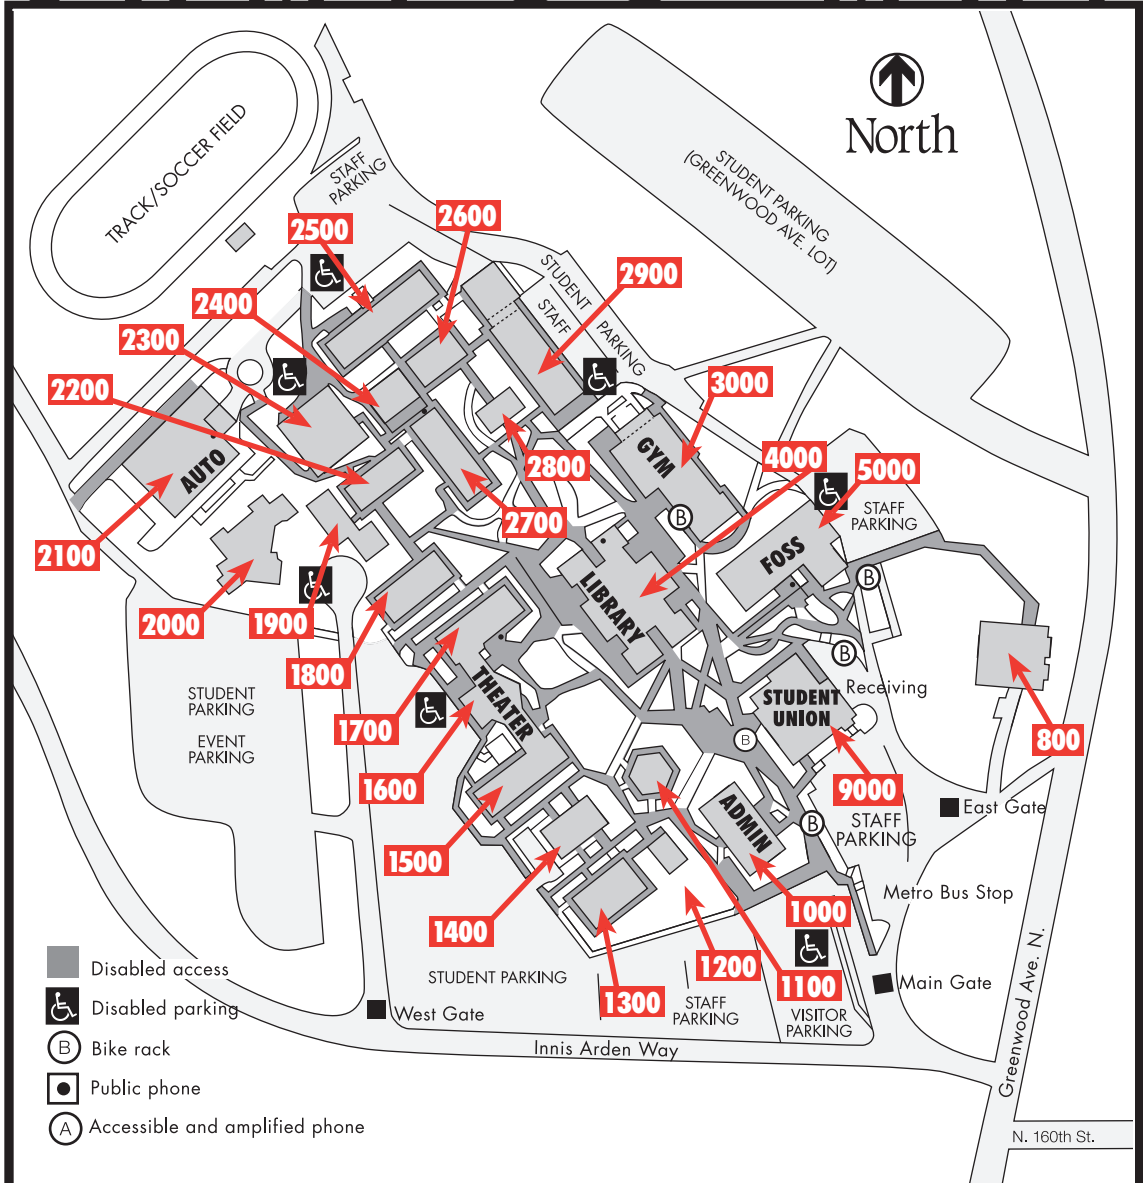 North
TRACK/SOCCER FIELD
STAFF
PARKING
STUDENT PARKING
(GREENWOOD AVE. LOT)
2600
2500
STUDENT PARKING
STAFF
2900
2400
2300
2200
3000
GYM
4000
5000
2800
AUTO
STAFF
PARKING
2700
2100
FOSS
B
B
LIBRARY
2000
1900
B
1800
THEATER
STUDENT
UNION
Receiving
STUDENT
PARKING
EVENT
PARKING
1700
B
800
1600
9000
East Gate
ADMIN
B
STAFF
PARKING
1500
Metro Bus Stop
1400
1000
1200
1100
1300
Disabled access
STUDENT PARKING
Main Gate
Disabled parking
STAFF
PARKING
VISITOR
PARKING
West Gate
B Bike rack
Innis Arden Way
Greenwood Ave. N.
Public phone
A Accessible and amplified phone
N. 160th St.